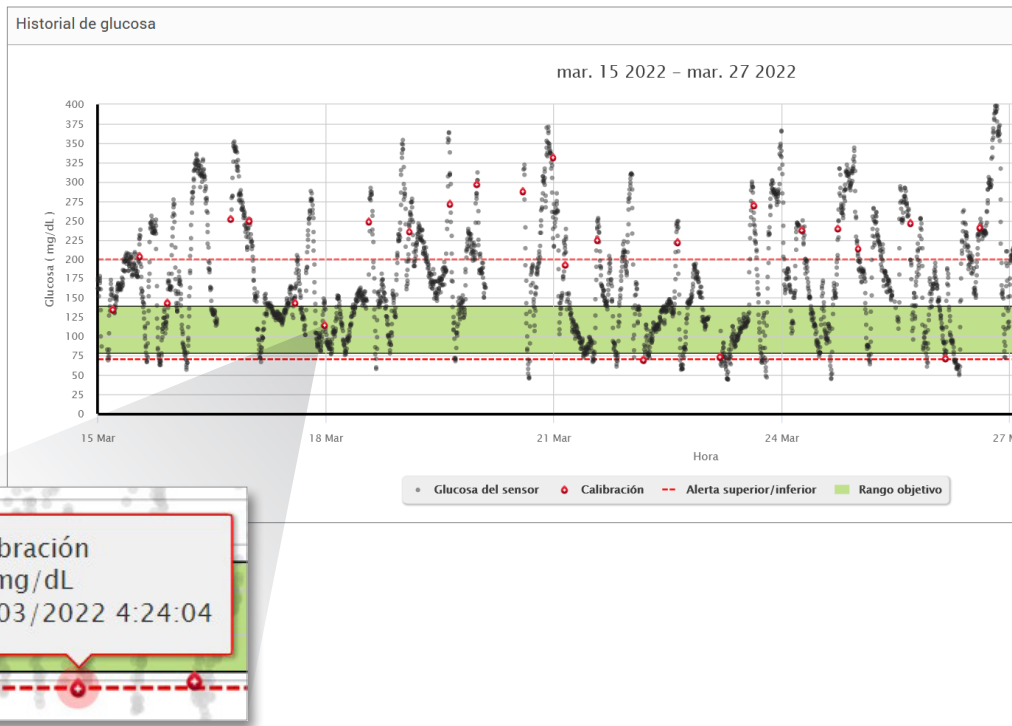 Historial de glucosa
mar. 15 2022 – mar. 27 2022
Glucosa ( mg/dL )
400
375
350
325
300
275
250
225
200
175
150
125
100
75
50
25
0
15 Mar
18 Mar
21 Mar
24 Mar
27 M
Hora
Glucosa del sensor
Calibración
Alerta superior/inferior
Rango objetivo
bración
mg/dL
03/2022 4:24:04